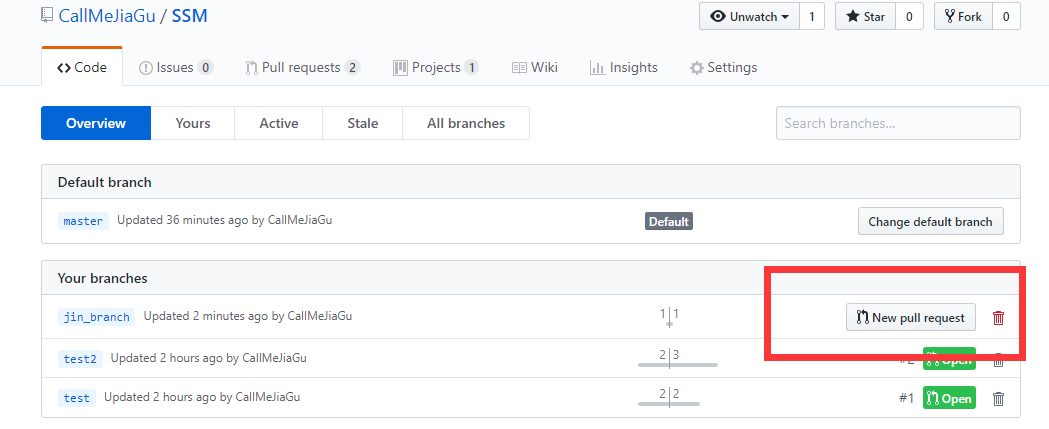 CallMeJiaGu / SSM
Unwatch 1 Star 0 Fork 0
Code Issues 0 Pull requests 2 Projects 1 Wiki Insights Settings
Overview Yours Active Stale All branches Search branches...
Default branch
master Updated 36 minutes ago by CallMeJiaGu Default Change default branch
Your branches
jin_branch Updated 2 minutes ago by CallMeJiaGu 1 1 New pull request
test2 Updated 2 hours ago by CallMeJiaGu 2 3 #2 Open
test Updated 2 hours ago by CallMeJiaGu 2 2 #1 Open